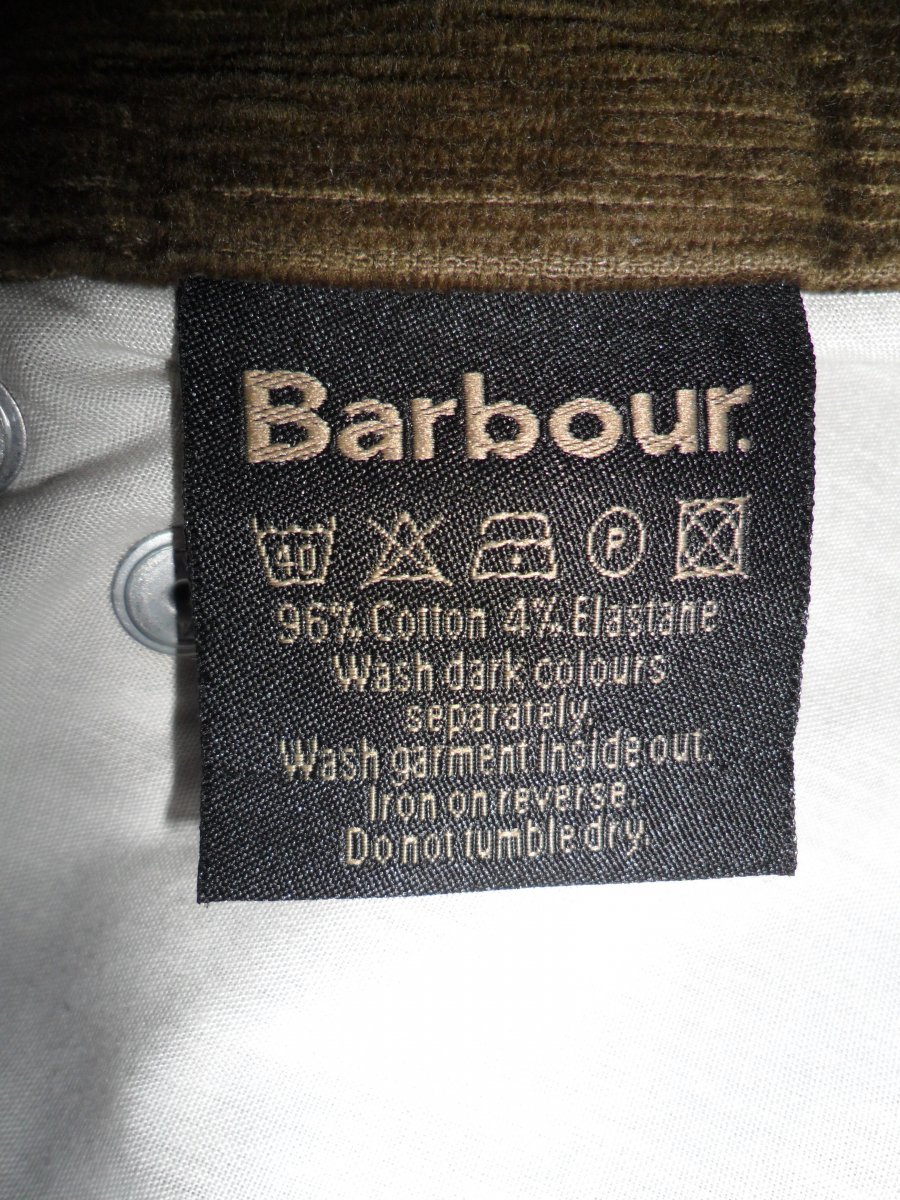 Barbour.
40 P
96% Cotton 4% Elastane
Wash dark colours
separately.
Wash garment inside out.
Iron on reverse.
Do not tumble dry.